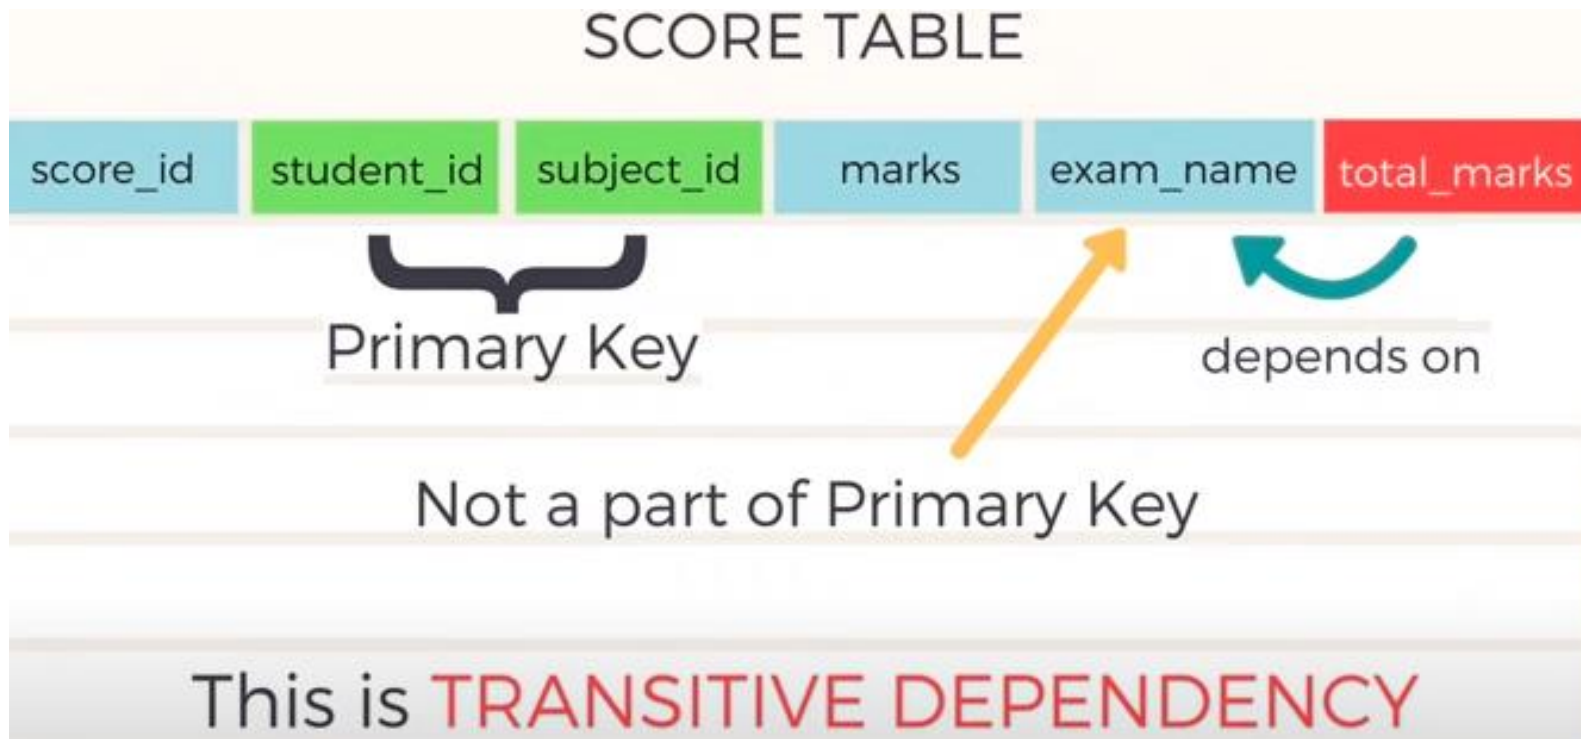 SCORE TABLE
score_id student_id subject_id marks exam_name total_marks
Primary Key
depends on
Not a part of Primary Key
This is TRANSITIVE DEPENDENCY